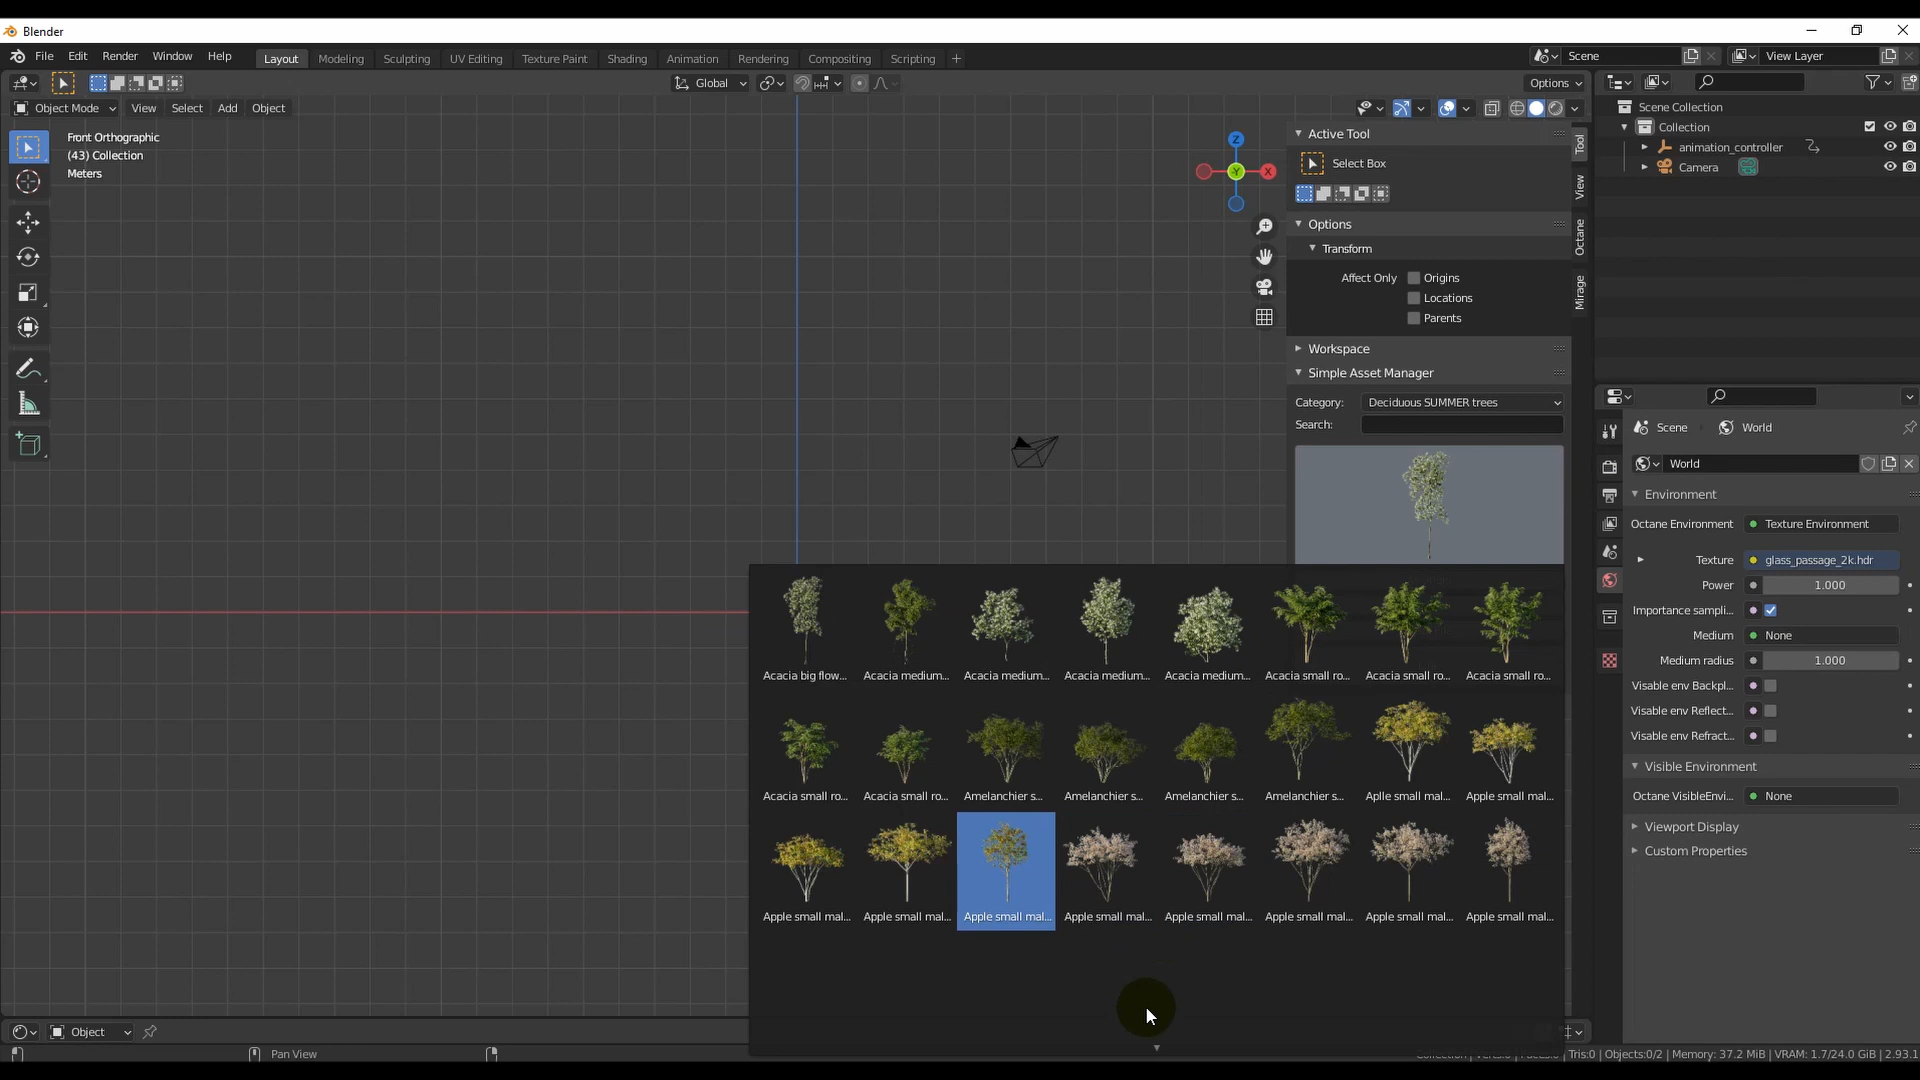 Blender
File Edit Render Window Help Layout Modeling Sculpting UV Editing Texture Paint Shading Animation Rendering Compositing Scripting + Scene View Layer
Global Options
Object Mode View Select Add Object
Front Orthographic
(43) Collection
Meters
Z
Y
X
Active Tool
Select Box
Options
Transform
Affect Only Origins
Locations
Parents
Workspace
Simple Asset Manager
Category: Deciduous SUMMER trees
Search:
Tool
View
Octane
Mirage
Acacia big flow... Acacia medium... Acacia medium... Acacia medium... Acacia medium... Acacia small ro... Acacia small ro... Acacia small ro...
Acacia small ro... Acacia small ro... Amelanchier s... Amelanchier s... Amelanchier s... Amelanchier s... Aplle small mal... Apple small mal...
Apple small mal... Apple small mal... Apple small mal... Apple small mal... Apple small mal... Apple small mal... Apple small mal... Apple small mal...
Scene Collection
Collection
animation_controller
Camera
Scene World
World
Environment
Octane Environment Texture Environment
Texture glass_passage_2k.hdr
Power 1.000
Importance sampli...
Medium None
Medium radius 1.000
Visable env Backpl...
Visable env Reflect...
Visable env Refract...
Visible Environment
Octane VisibleEnvi... None
Viewport Display
Custom Properties
Object
Pan View
Tris:0 | Objects:0/2 | Memory: 37.2 MiB | VRAM: 1.7/24.0 GiB | 2.93.1